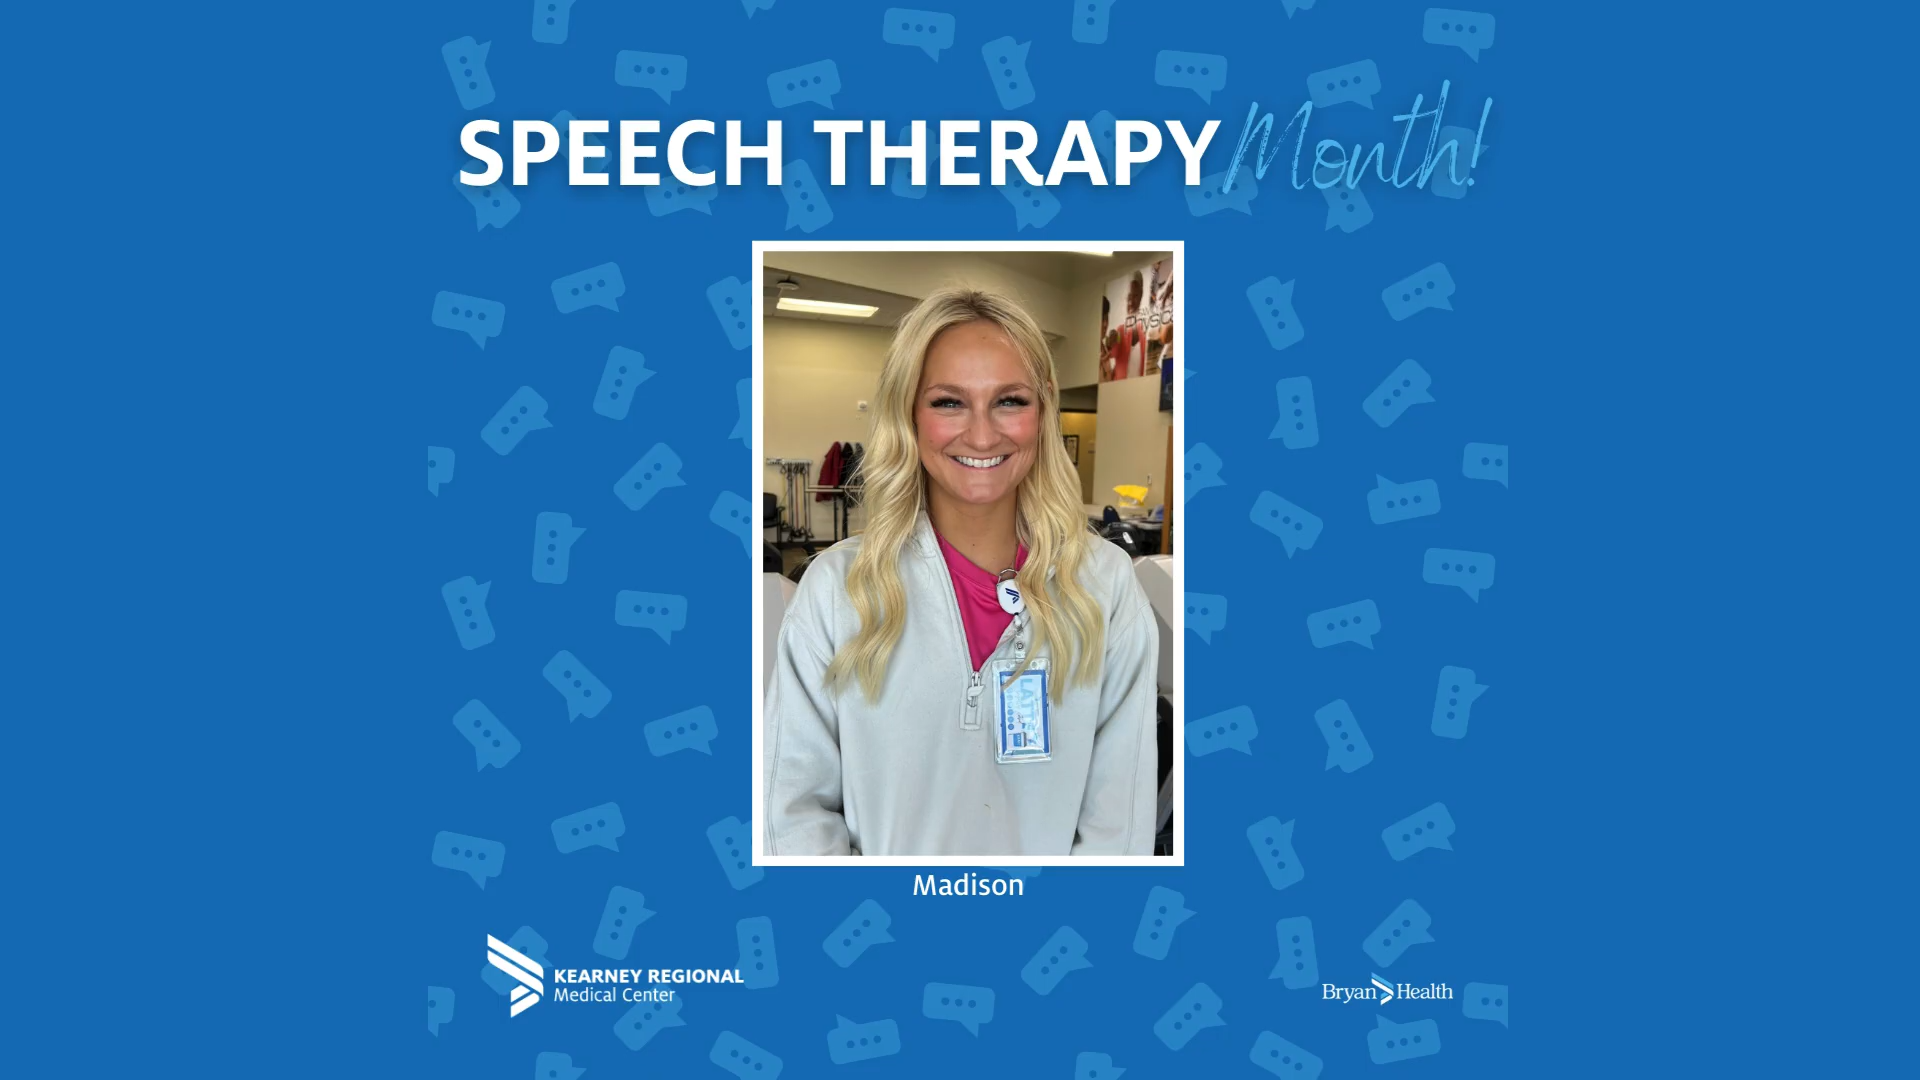 SPEECH THERAPY Month!
Madison
KEARNEY REGIONAL
Medical Center
Bryan Health